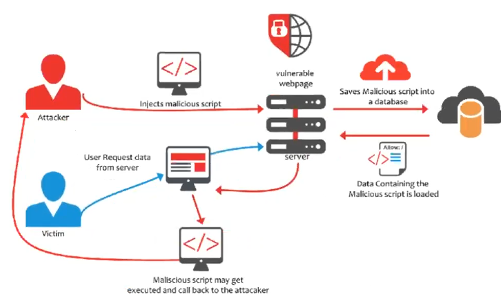 vulnerable
webpage
</>
Injects malicious script
Saves Malicious script into
a database
Attacker
User Request data
from server
server
Allows /
</>
Data Containing the
Malicious script is loaded
Victim
</>
Maliscious script may get
executed and call back to the attacaker